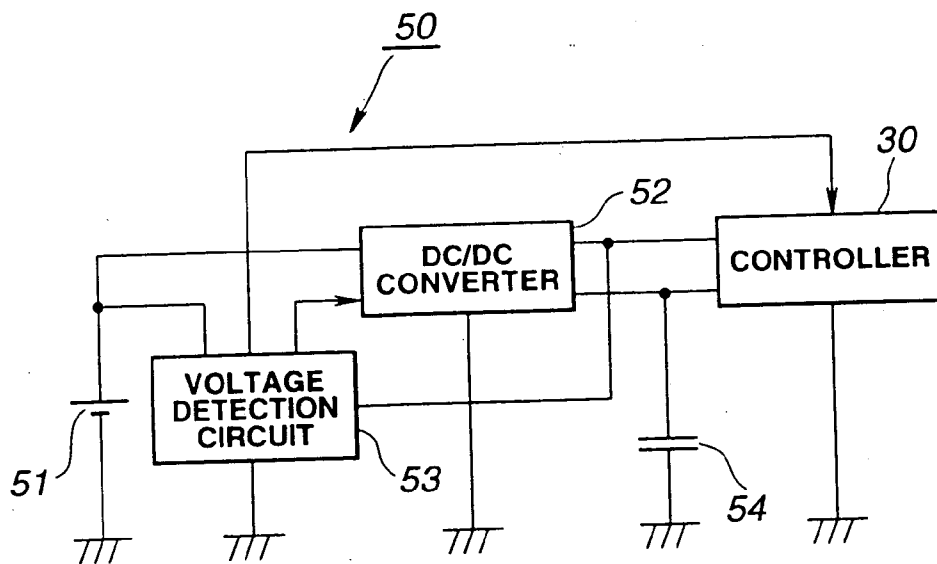 50
30
52
DC/DC
CONVERTER
CONTROLLER
VOLTAGE
DETECTION
CIRCUIT
51
53
54